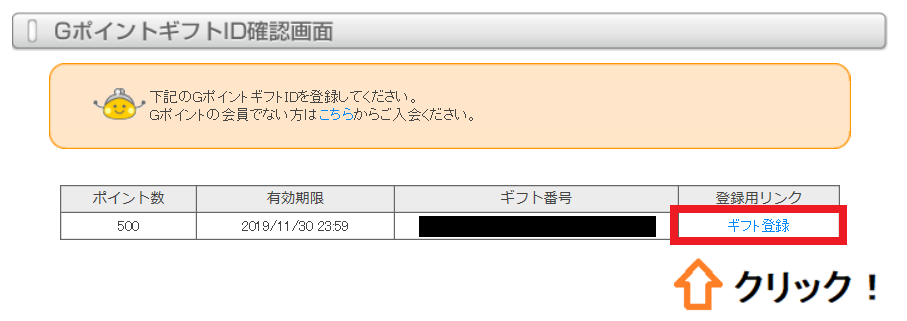 GポイントギフトID確認画面
下記のGポイントギフトIDを登録してください。
Gポイントの会員でない方はこちらからご入会ください。
ポイント数 有効期限 ギフト番号 登録用リンク
500 2019/11/30 23:59 ギフト登録
クリック！